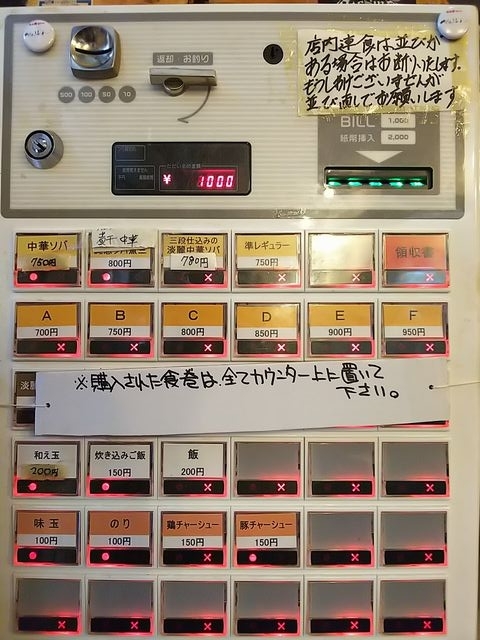 店内連食は並びが
ある場合はお断りいたします。
もうしわけございませんが
並び直しでお願いします
返却 お釣り
500 100 50 10
BILL 1,000
紙幣挿入 2,000
¥ 1000
中華ソバ
750円
煮干中華
800円
三段仕込みの
淡麗中華ソバ
780円
準レギュラー
750円
領収書
A
700円
B
750円
C
800円
D
850円
E
900円
F
950円
淡麗
※購入された食券は、全てカウンター上に置いて
下さい。
和え玉
200円
炊き込みご飯
150円
飯
200円
味玉
100円
のり
100円
鶏チャーシュー
150円
豚チャーシュー
150円